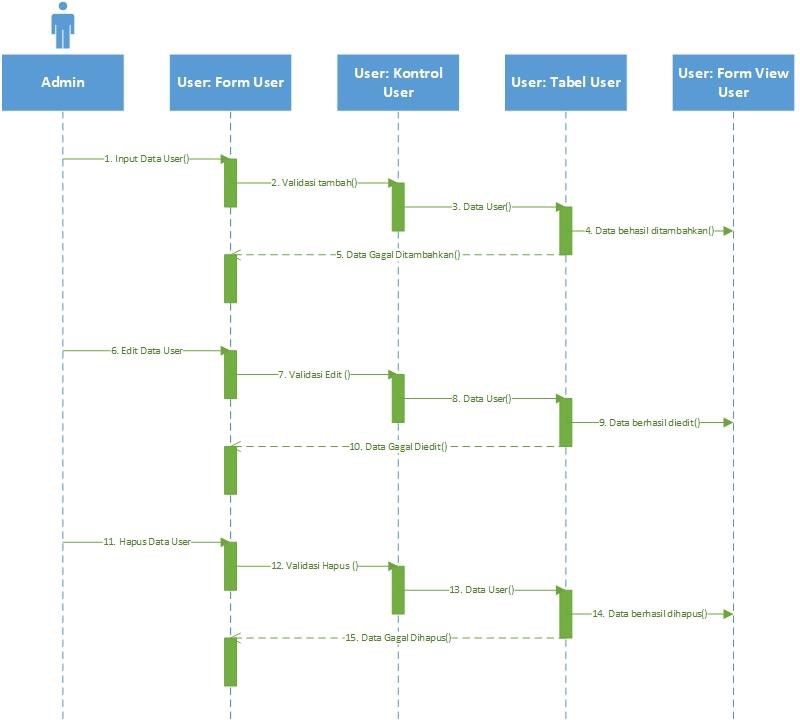 Admin
User: Form User
User: Kontrol
User
User: Tabel User
User: Form View
User
1. Input Data User()
2. Validasi tambah()
3. Data User()
4. Data behasil ditambahkan()
5. Data Gagal Ditambahkan()
6. Edit Data User
7. Validasi Edit ()
8. Data User()
9. Data berhasil diedit()
10. Data Gagal Diedit()
11. Hapus Data User
12. Validasi Hapus ()
13. Data User()
14. Data berhasil dihapus()
15. Data Gagal Dihapus()